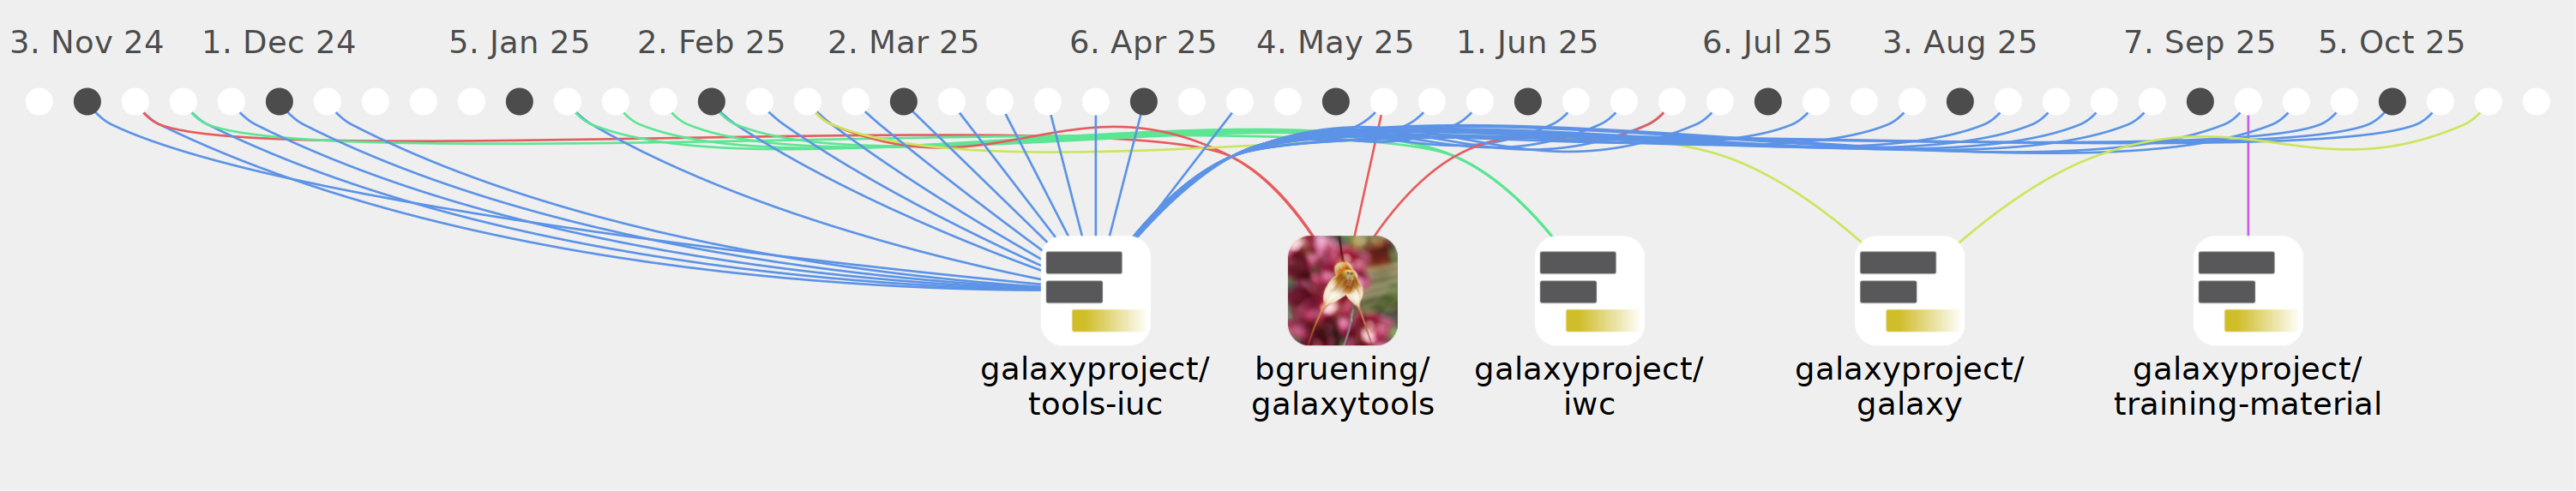 3. Nov 24 1. Dec 24 5. Jan 25 2. Feb 25 2. Mar 25 6. Apr 25 4. May 25 1. Jun 25 6. Jul 25 3. Aug 25 7. Sep 25 5. Oct 25
galaxyproject/
tools-iuc
bgruening/
galaxytools
galaxyproject/
iwc
galaxyproject/
galaxy
galaxyproject/
training-material